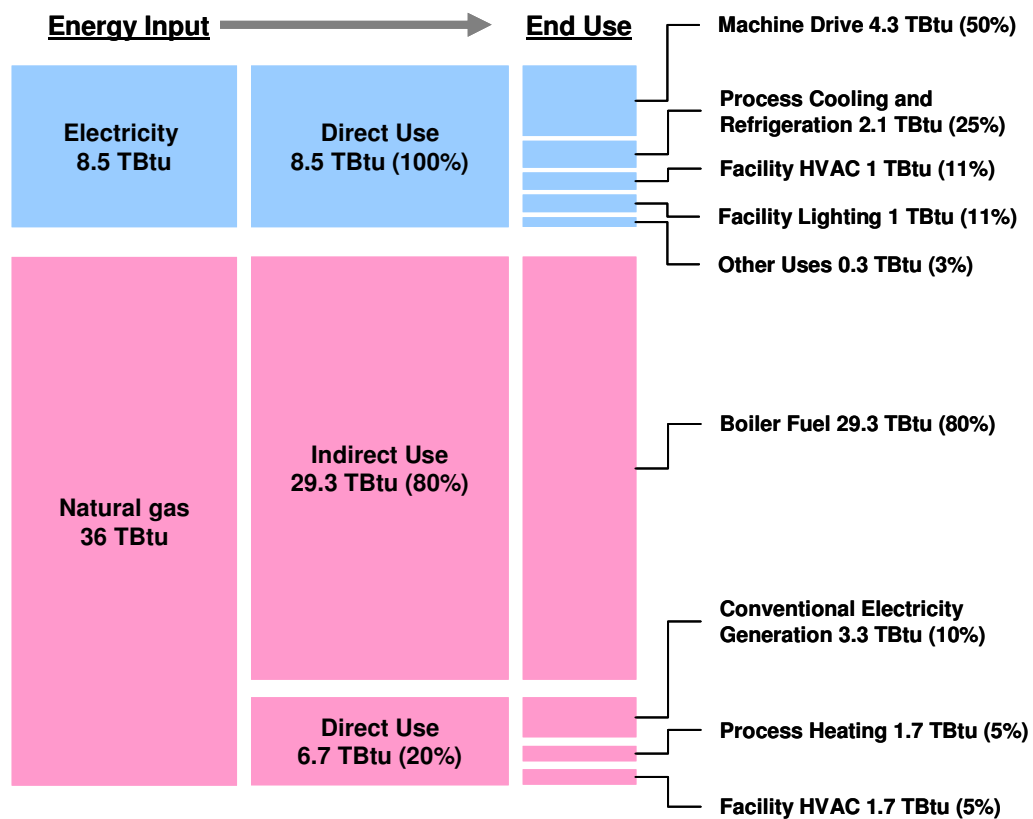 Energy Input
End Use
Electricity
8.5 TBtu
Direct Use
8.5 TBtu (100%)
Machine Drive 4.3 TBtu (50%)
Process Cooling and
Refrigeration 2.1 TBtu (25%)
Facility HVAC 1 TBtu (11%)
Facility Lighting 1 TBtu (11%)
Other Uses 0.3 TBtu (3%)
Natural gas
36 TBtu
Indirect Use
29.3 TBtu (80%)
Boiler Fuel 29.3 TBtu (80%)
Direct Use
6.7 TBtu (20%)
Conventional Electricity
Generation 3.3 TBtu (10%)
Process Heating 1.7 TBtu (5%)
Facility HVAC 1.7 TBtu (5%)